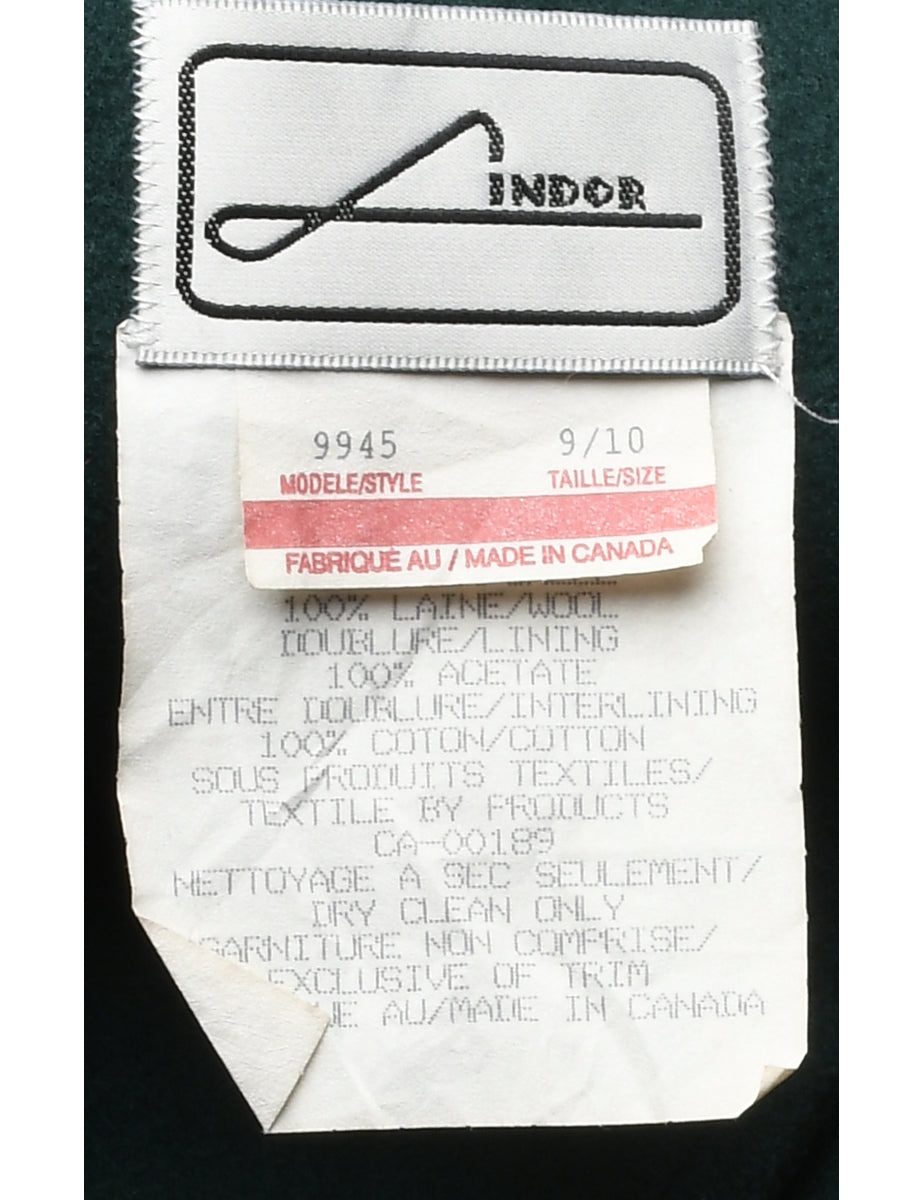 LINDOR
9945 9/10
MODELE/STYLE TAILLE/SIZE
FABRIQUÉ AU / MADE IN CANADA
100% LAINE/WOOL
DOUBLURE/LINING
100% ACETATE
ENTRE DOUBLURE/INTERLINING
100% COTON/COTTON
SOUS PRODUITS TEXTILES/
TEXTILE BY PRODUCTS
CA-00189
NETTOYAGE A SEC SEULEMENT/
DRY CLEAN ONLY
GARNITURE NON COMPRISE/
EXCLUSIVE OF TRIM
UE AU/MADE IN CANADA